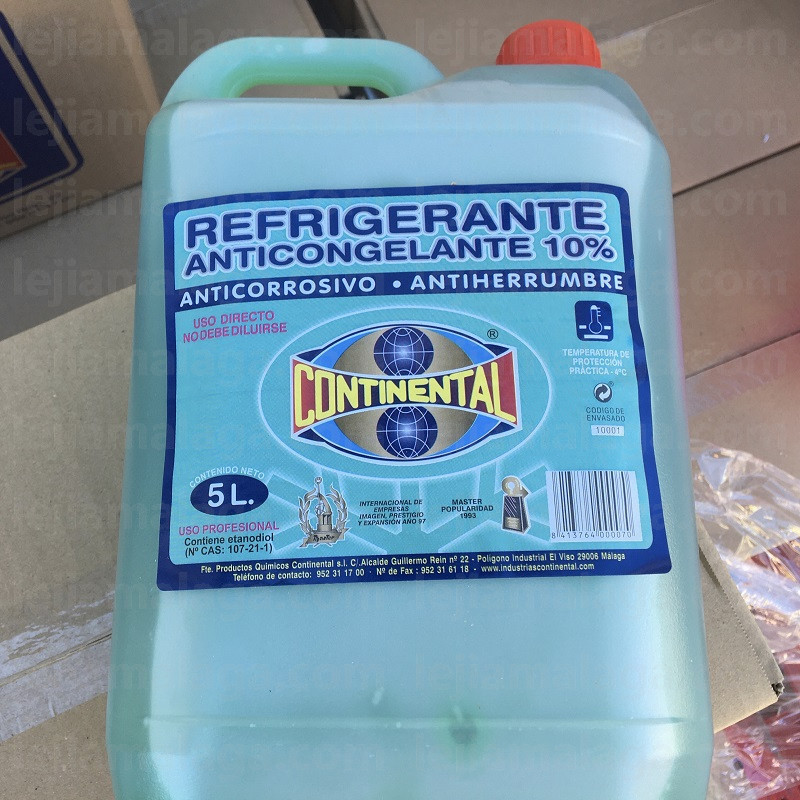 lejiamalaga.com
REFRIGERANTE
ANTICONGELANTE 10%
ANTICORROSIVO • ANTIHERRUMBRE
USO DIRECTO
NO DEBE DILUIRSE
®
CONTINENTAL
TEMPERATURA DE
PROTECCIÓN
PRÁCTICA - 4ºC
CODIGO DE
ENVASADO
10001
CONTENIDO NETO
5 L.
USO PROFESIONAL
Contiene etanodiol
(Nº CAS: 107-21-1)
INTERNACIONAL DE
EMPRESAS
IMAGEN, PRESTIGIO
Y EXPANSIÓN AÑO 97
MASTER
POPULARIDAD
1993
8 413764 000070
Fte. Productos Químicos Continental s.l. C/.Alcalde Guillermo Rein nº 22 - Polígono Industrial El Viso 29006 Málaga
Teléfono de contacto: 952 31 17 00 · Nº de Fax : 952 31 61 18 - www.industriascontinental.com